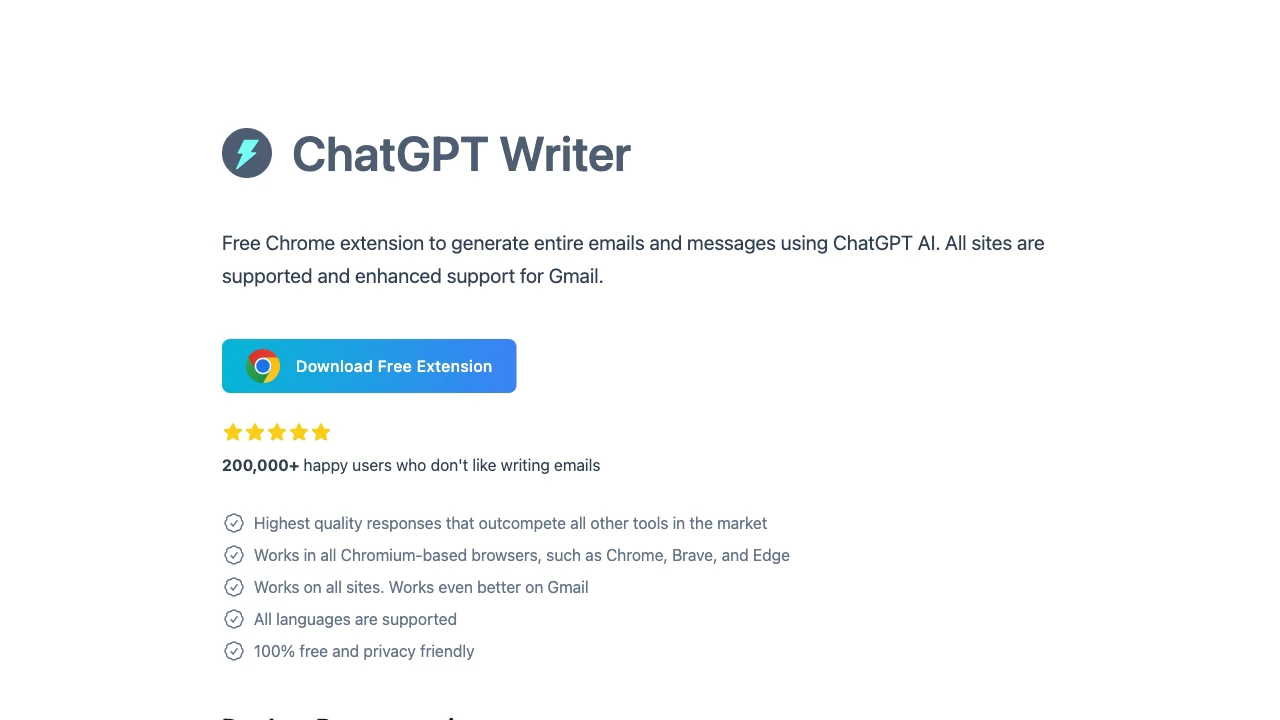 ChatGPT Writer
Free Chrome extension to generate entire emails and messages using ChatGPT AI. All sites are
supported and enhanced support for Gmail.
Download Free Extension
200,000+ happy users who don't like writing emails
Highest quality responses that outcompete all other tools in the market
Works in all Chromium-based browsers, such as Chrome, Brave, and Edge
Works on all sites. Works even better on Gmail
All languages are supported
100% free and privacy friendly